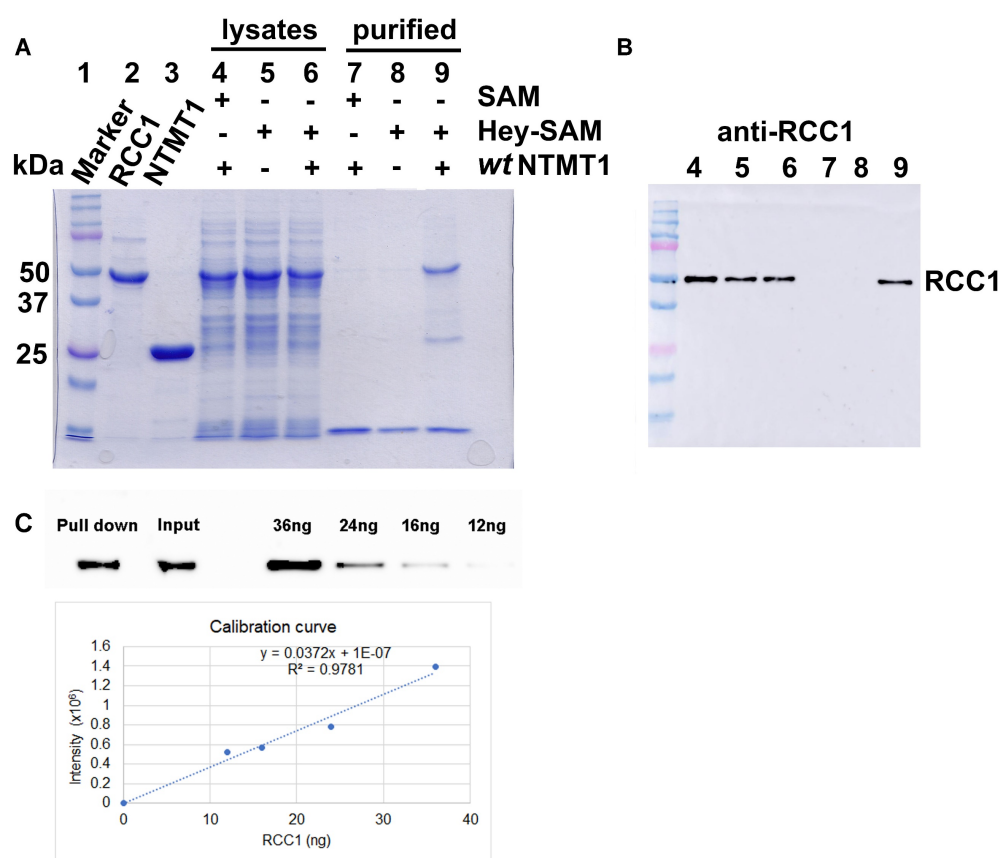 A
lysates purified
1 2 3 4 5 6 7 8 9
Marker
RCC1
NTMT1
+ - - + - - SAM
- + + - + + Hey-SAM
kDa + - + + - + wt NTMT1
50
37
25
B
anti-RCC1
4 5 6 7 8 9
RCC1
C
Pull down Input 36ng 24ng 16ng 12ng
Calibration curve
y = 0.0372x + 1E-07
R² = 0.9781
1.6
1.4
1.2
1
0.8
0.6
0.4
0.2
0
Intensity (x10⁶)
0 10 20 30 40
RCC1 (ng)